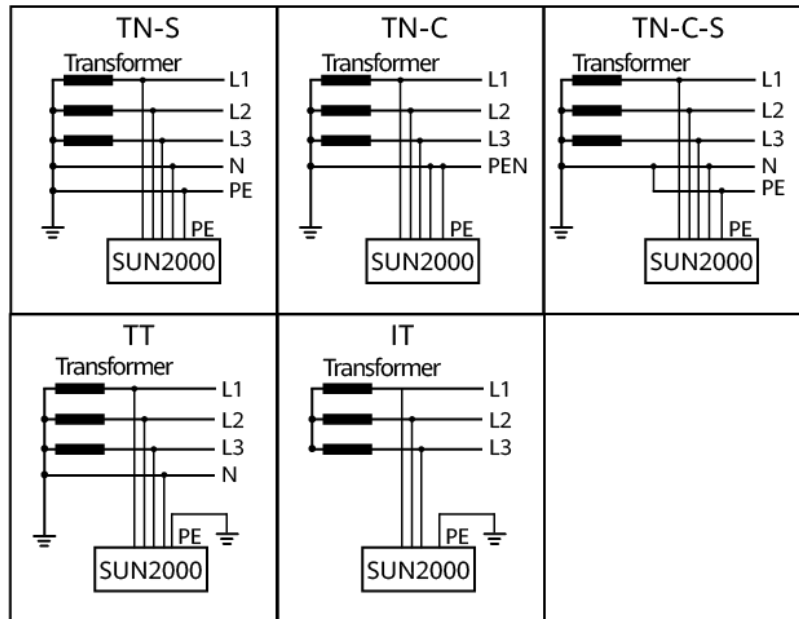 TN-S
Transformer
L1
L2
L3
N
PE
PE
SUN2000
TN-C
Transformer
L1
L2
L3
PEN
PE
SUN2000
TN-C-S
Transformer
L1
L2
L3
N
PE
PE
SUN2000
TT
Transformer
L1
L2
L3
N
PE
SUN2000
IT
Transformer
L1
L2
L3
PE
SUN2000